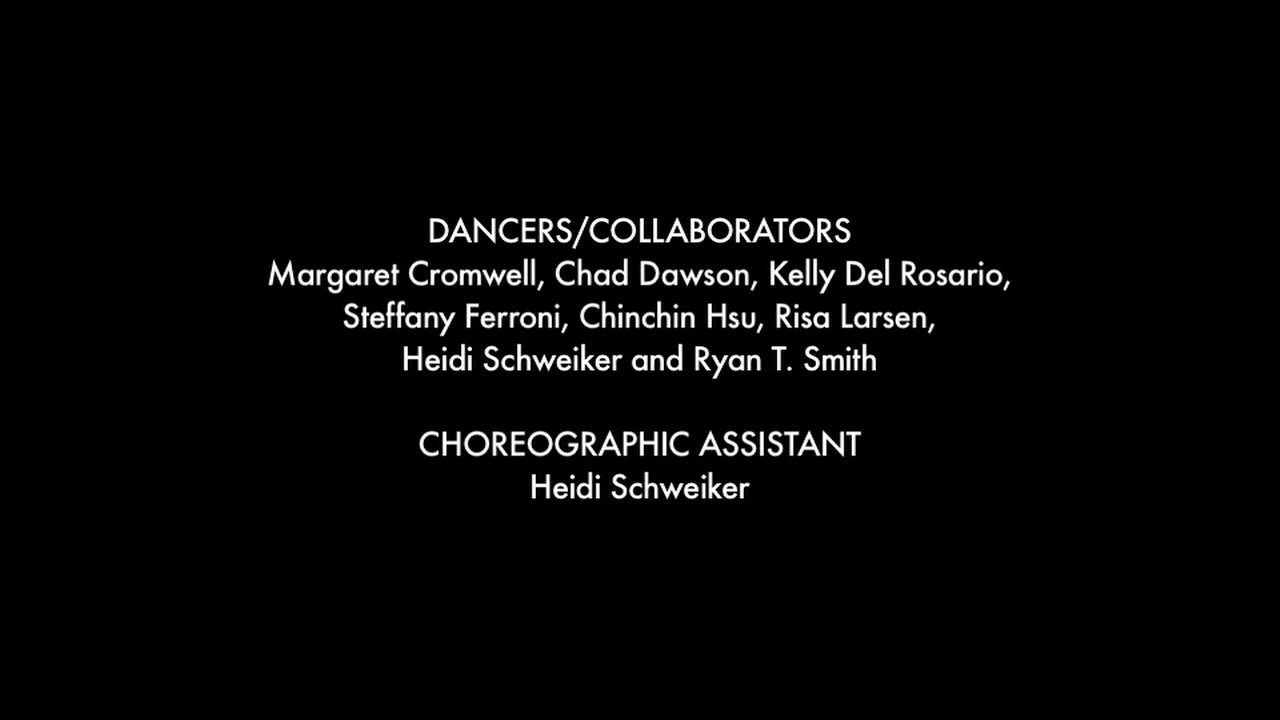 DANCERS/COLLABORATORS
Margaret Cromwell, Chad Dawson, Kelly Del Rosario,
Steffany Ferroni, Chinchin Hsu, Risa Larsen,
Heidi Schweiker and Ryan T. Smith
CHOREOGRAPHIC ASSISTANT
Heidi Schweiker